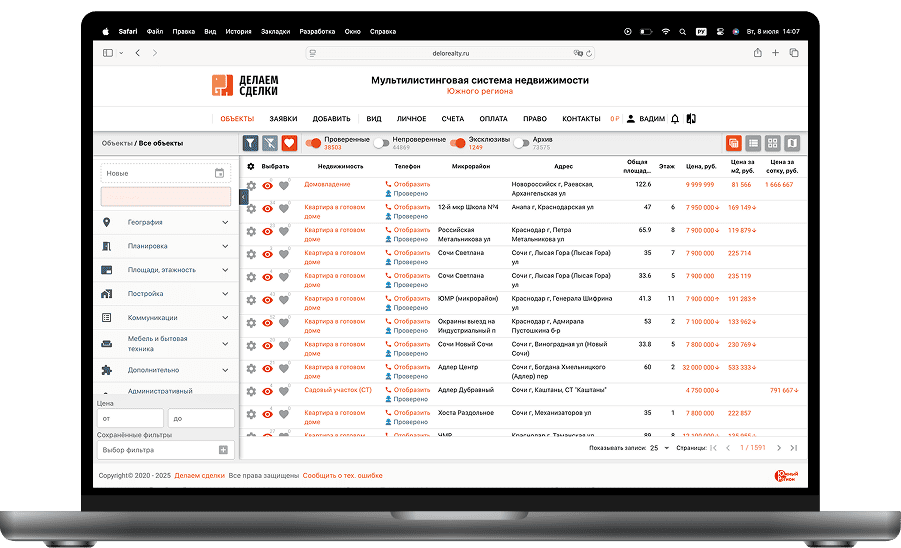 Safari Файл Правка Вид История Закладки Разработка Окно Справка
РУ Вт, 8 июля 14:07
delorealty.ru
ДЕЛАЕМ
СДЕЛКИ
Мультилистинговая система недвижимости
Южного региона
ОБЪЕКТЫ ЗАЯВКИ ДОБАВИТЬ ВИД ЛИЧНОЕ СЧЕТА ОПЛАТА ПРАВО КОНТАКТЫ 0 ₽ ВАДИМ
Объекты / Все объекты
Проверенные Непроверенные Эксклюзивы Архив
38503 44869 1249 73575
Новые
География
Планировка
Площади, этажность
Постройка
Коммуникации
Мебель и бытовая
техника
Дополнительно
Административный
Цена
от до
Сохранённые фильтры
Выбор фильтра
Выбрать Недвижимость Телефон Микрорайон Адрес Общая площад... Этаж Цена, руб. Цена за м2, руб. Цена за сотку, руб.
Домовладение Отобразить Проверено Новороссийск г, Раевская, Архангельская ул 122.6 9 999 999 81 566 1 666 667
Квартира в готовом доме Отобразить Проверено 12-й мкр Школа №4 Анапа г, Краснодарская ул 47 6 7 950 000↓ 169 149↓
Квартира в готовом доме Отобразить Проверено Российская Метальникова ул Краснодар г, Петра Метальникова ул 65.9 8 7 900 000↓ 119 879↓
Квартира в готовом доме Отобразить Проверено Сочи Светлана Сочи г, Лысая Гора (Лысая Гора) ул 35 7 7 900 000 225 714
Квартира в готовом доме Отобразить Проверено Сочи Светлана Сочи г, Лысая Гора (Лысая Гора) ул 33.6 5 7 900 000 235 119
Квартира в готовом доме Отобразить Проверено ЮМР (микрорайон) Краснодар г, Генерала Шифрина ул 41.3 11 7 900 000↑ 191 283↑
Квартира в готовом доме Отобразить Проверено Окраины выезд на Индустриальный п Краснодар г, Адмирала Пустошкина б-р 53 2 7 100 000↓ 133 962↓
Квартира в готовом доме Отобразить Проверено Сочи Новый Сочи Сочи г, Виноградная ул (Новый Сочи) 33.8 5 7 800 000↓ 230 769↓
Квартира в готовом доме Отобразить Проверено Адлер Центр Сочи г, Богдана Хмельницкого (Адлер) пер 60 2 32 000 000↓ 533 333↓
Садовый участок (СТ) Отобразить Проверено Адлер Дубравный Сочи г, Каштаны, СТ "Каштаны" 4 750 000↓ 791 667↓
Квартира в готовом доме Отобразить Проверено Хоста Раздольное Сочи г, Механизаторов ул 35 1 7 800 000 222 857
Квартира в готовом Отобразить ЧМР Краснодар г, Таманская ул 89 8
Показывать записи: 25 Страницы: 1 / 1591
Copyright© 2020 - 2025 Делаем сделки Все права защищены Сообщить о тех. ошибке
Южный
Регион